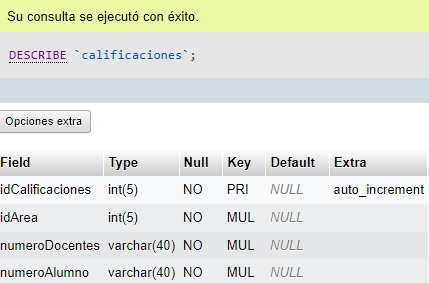 Su consulta se ejecutó con éxito.
DESCRIBE `calificaciones`;
Opciones extra
Field Type Null Key Default Extra
idCalificaciones int(5) NO PRI NULL auto_increment
idArea int(5) NO MUL NULL
numeroDocentes varchar(40) NO MUL NULL
numeroAlumno varchar(40) NO MUL NULL